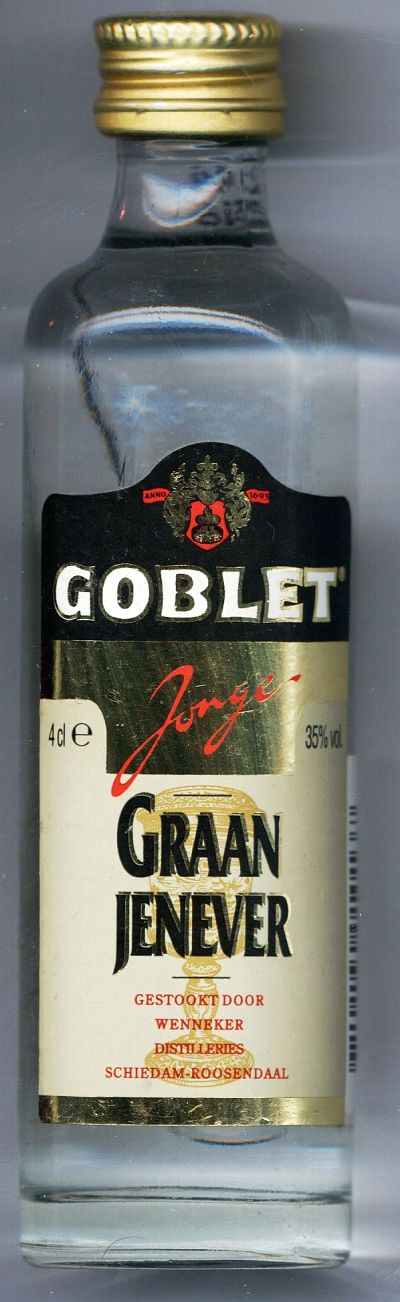 ANNO 1693
GOBLET
Jonge
4 cl e 35% vol.
GRAAN
JENEVER
GESTOOKT DOOR
WENNEKER
DISTILLERIES
SCHIEDAM-ROOSENDAAL